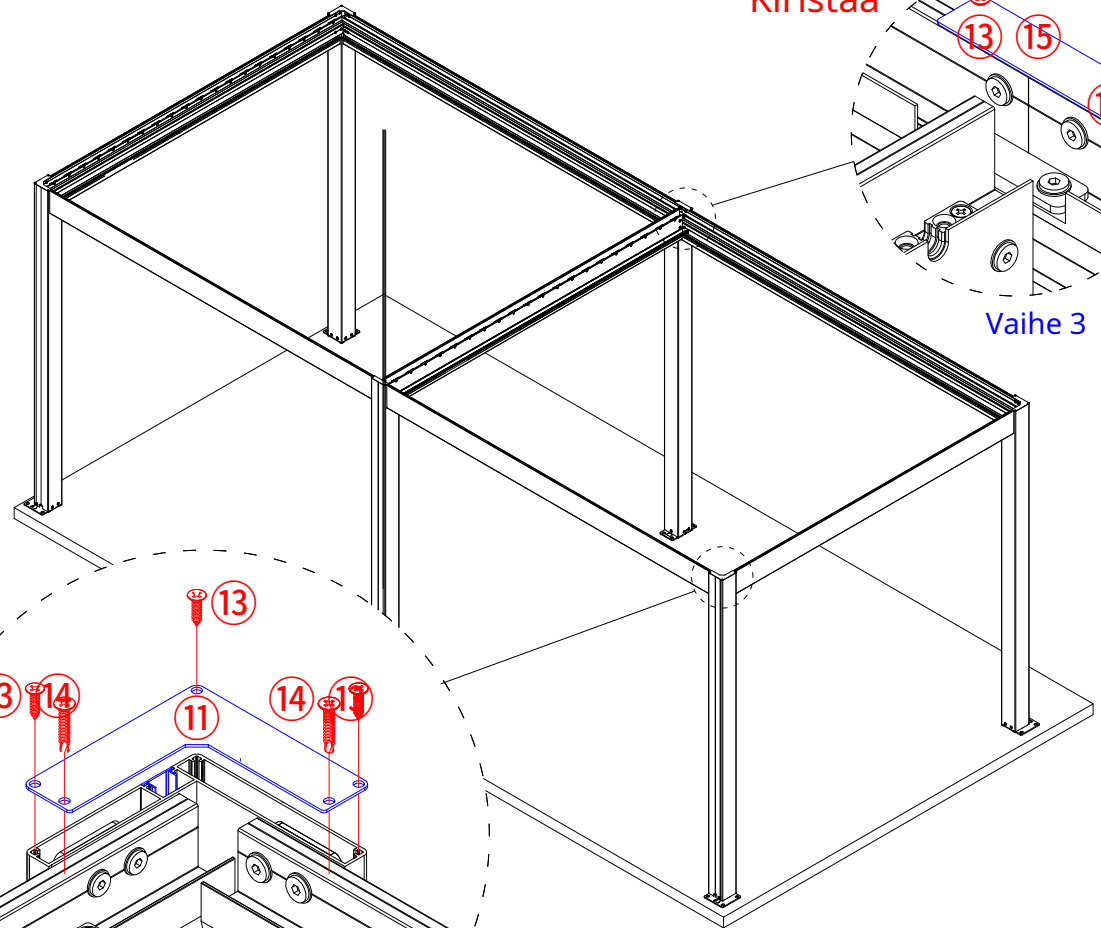 Kiristää
⑬ ⑮
Vaihe 3
⑬
⑭ ⑭
⑪